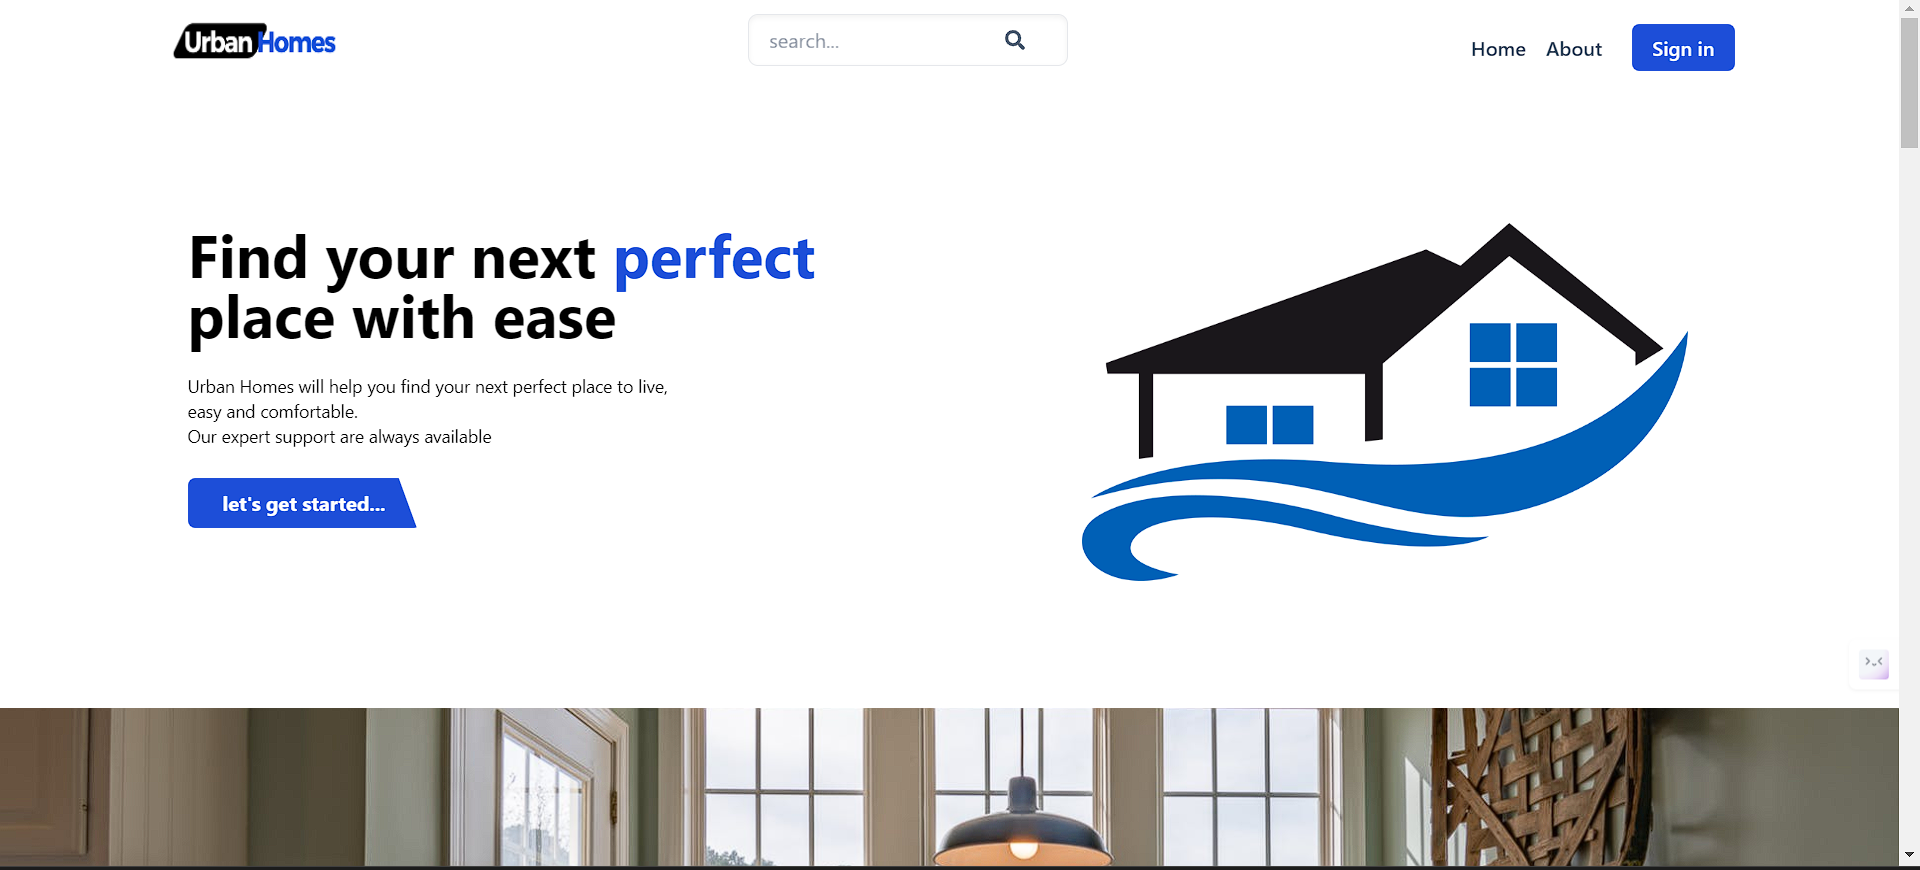 UrbanHomes
search...
Home About Sign in
Find your next perfect
place with ease
Urban Homes will help you find your next perfect place to live,
easy and comfortable.
Our expert support are always available
let's get started...